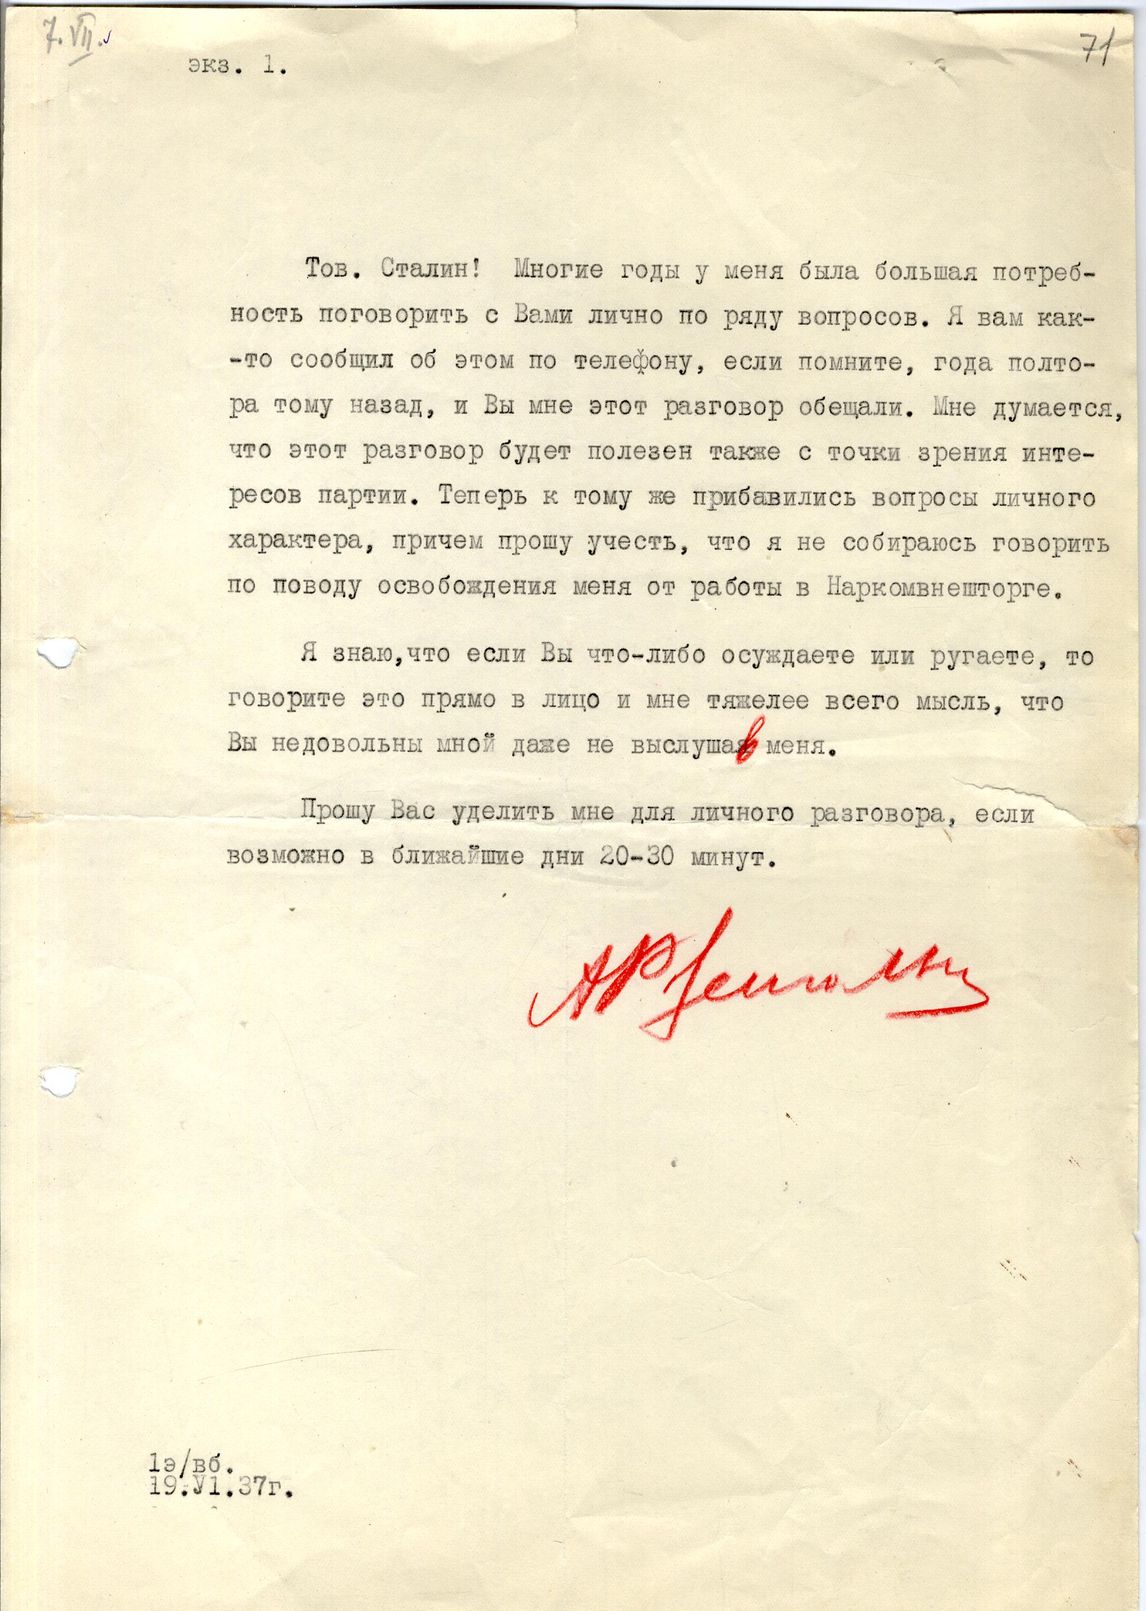 7.VII.
71
экз. 1.
Тов. Сталин! Многие годы у меня была большая потреб-
ность поговорить с Вами лично по ряду вопросов. Я вам как-
-то сообщил об этом по телефону, если помните, года полто-
ра тому назад, и Вы мне этот разговор обещали. Мне думается,
что этот разговор будет полезен также с точки зрения инте-
ресов партии. Теперь к тому же прибавились вопросы личного
характера, причем прошу учесть, что я не собираюсь говорить
по поводу освобождения меня от работы в Наркомвнешторге.
Я знаю,что если Вы что-либо осуждаете или ругаете, то
говорите это прямо в лицо и мне тяжелее всего мысль, что
Вы недовольны мной даже не выслушав меня.
Прошу Вас уделить мне для личного разговора, если
возможно в ближайшие дни 20-30 минут.
АРозенгольц
1э/вб.
19.У1.37г.